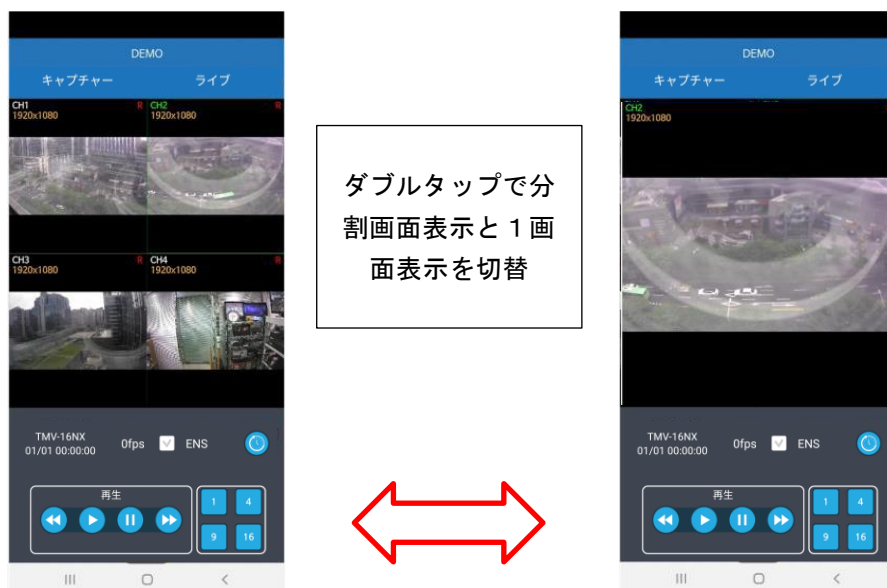 DEMO
キャプチャー ライブ
CH1 R CH2 R
1920x1080 1920x1080
CH3 R CH4 R
1920x1080 1920x1080
TMV-16NX
01/01 00:00:00
0fps ENS
再生
1 4
9 16
ダブルタップで分
割画面表示と１画
面表示を切替
DEMO
キャプチャー ライブ
CH2
1920x1080
TMV-16NX
01/01 00:00:00
0fps ENS
再生
1 4
9 16